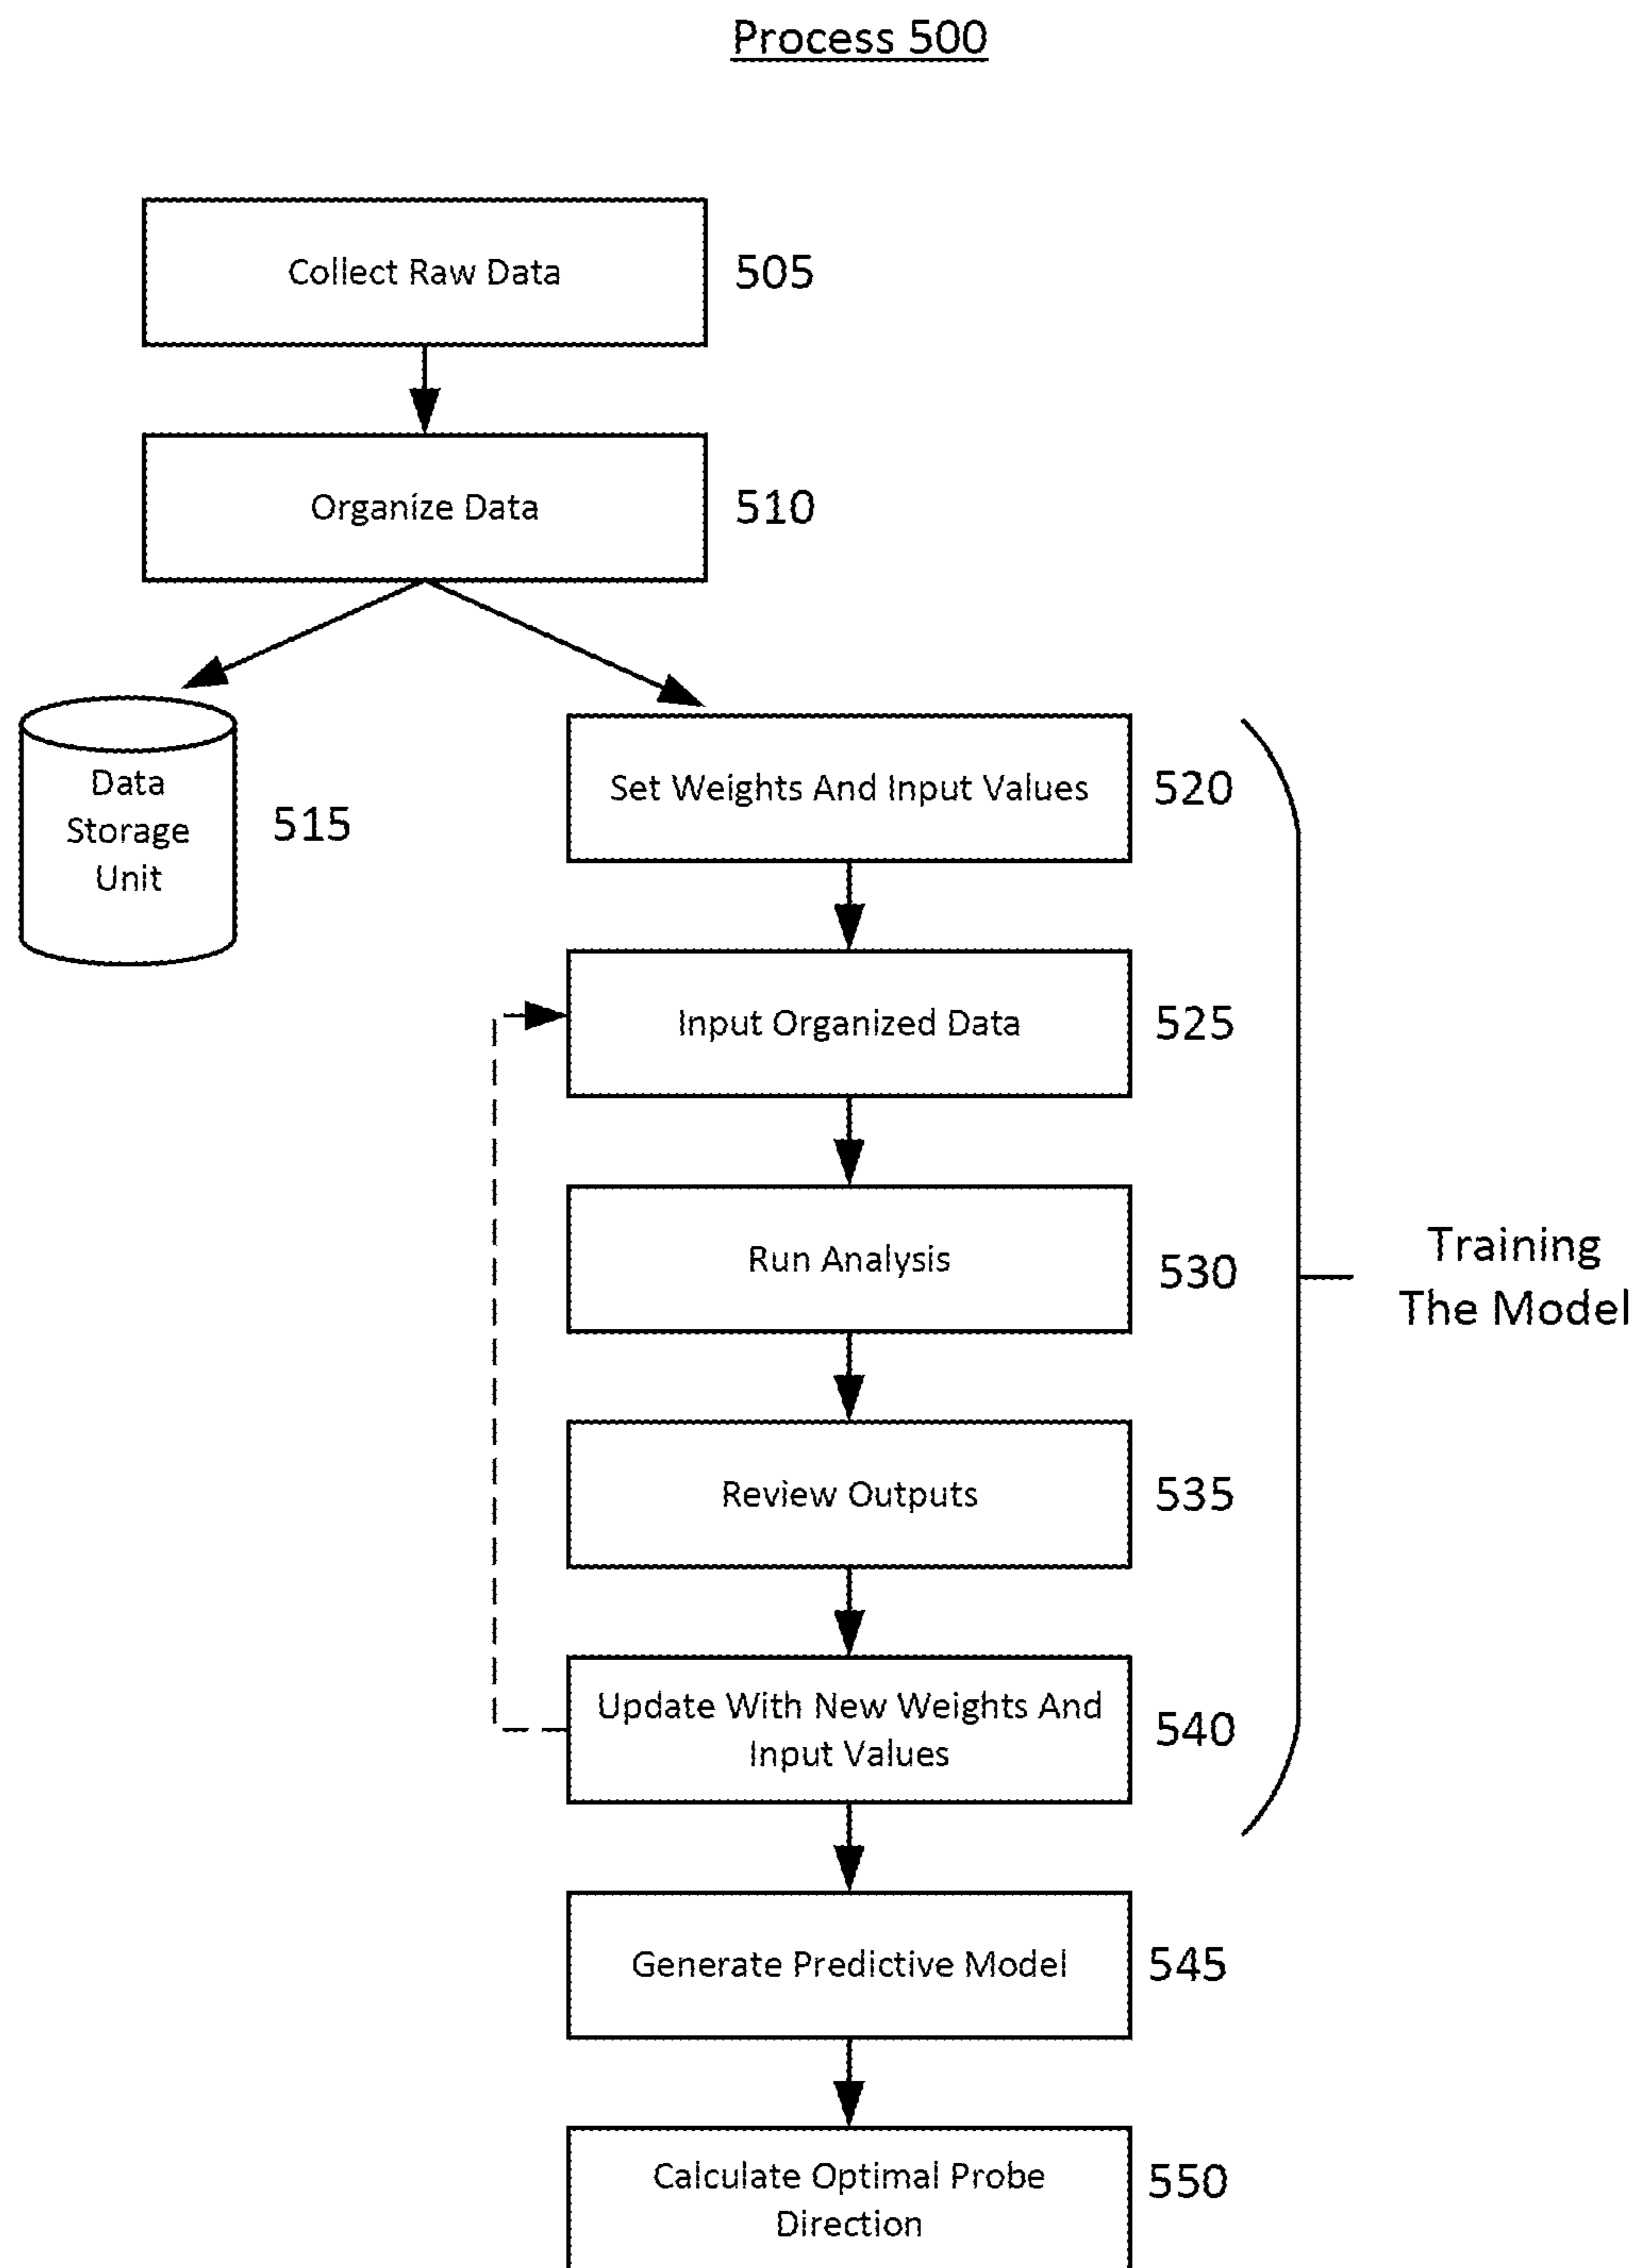 Process 500
Collect Raw Data
505
Organize Data
510
Data
Storage
Unit
515
Set Weights And Input Values
520
Input Organized Data
525
Run Analysis
530
Training
The Model
Review Outputs
535
Update With New Weights And
Input Values
540
Generate Predictive Model
545
Calculate Optimal Probe
Direction
550